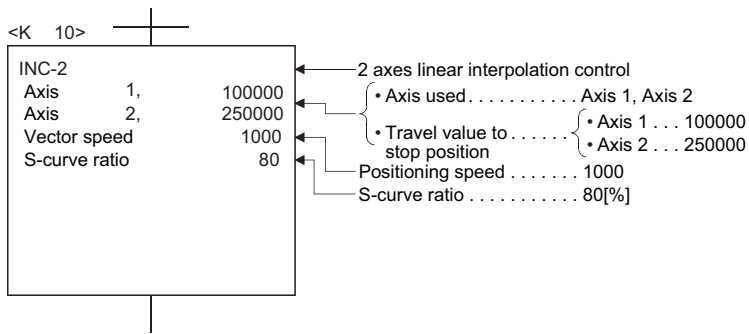 <K 10>
INC-2
Axis 1, 100000
Axis 2, 250000
Vector speed 1000
S-curve ratio 80
2 axes linear interpolation control
• Axis used . . . . . . . . . . . Axis 1, Axis 2
• Travel value to stop position . . . . . .
• Axis 1 . . . 100000
• Axis 2 . . . 250000
Positioning speed . . . . . . . 1000
S-curve ratio . . . . . . . . . . . 80[%]